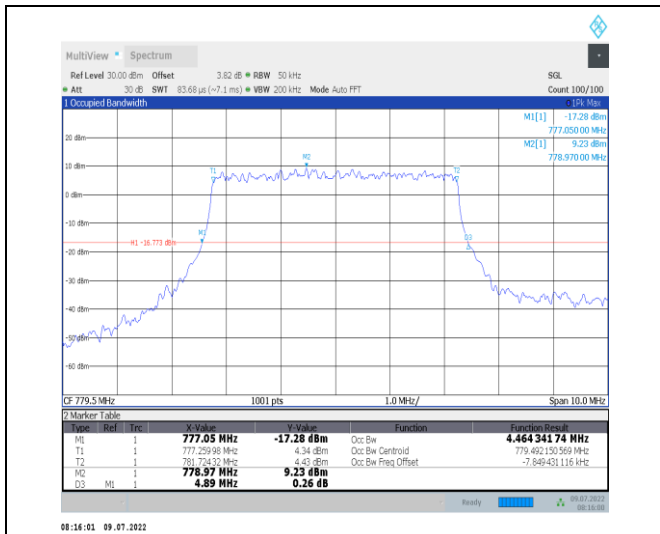 MultiView Spectrum
Ref Level 30.00 dBm Offset 3.82 dB RBW 50 kHz SGL
Att 30 dB SWT 83.68 µs (~7.1 ms) VBW 200 kHz Mode Auto FFT Count 100/100
1 Occupied Bandwidth 1Pk Max
M1[1] -17.28 dBm
777.05000 MHz
M2[1] 9.23 dBm
778.97000 MHz
20 dBm
M2
10 dBm
T1 T2
0 dBm
-10 dBm
M1 D3
H1 -16.773 dBm
-20 dBm
-30 dBm
-40 dBm
-50 dBm
-60 dBm
CF 779.5 MHz 1001 pts 1.0 MHz/ Span 10.0 MHz
2 Marker Table
Type Ref Trc X-Value Y-Value Function Function Result
M1 1 777.05 MHz -17.28 dBm Occ Bw 4.464 341 74 MHz
T1 1 777.259 98 MHz 4.34 dBm Occ Bw Centroid 779.492 150 569 MHz
T2 1 781.724 32 MHz 4.43 dBm Occ Bw Freq Offset -7.849 431 116 kHz
M2 1 778.97 MHz 9.23 dBm
D3 M1 1 4.89 MHz 0.26 dB
Ready 09.07.2022
08:16:00
08:16:01 09.07.2022